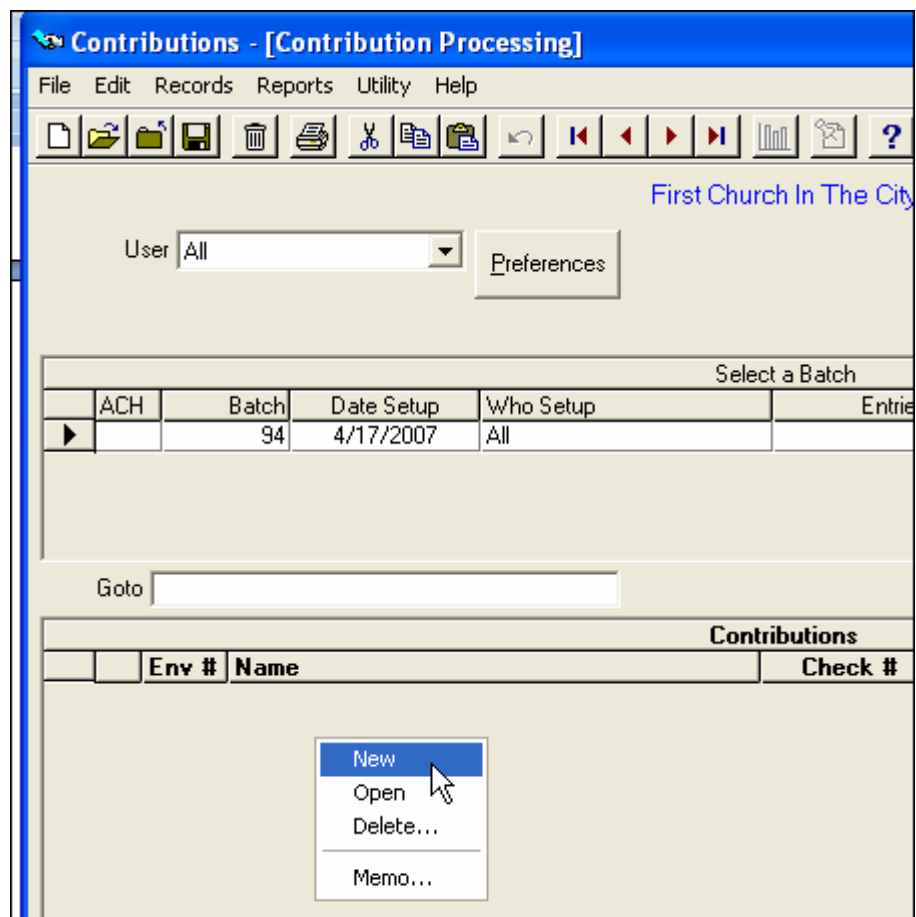 Contributions - [Contribution Processing]
File Edit Records Reports Utility Help
?
First Church In The City
User All Preferences
Select a Batch
ACH Batch Date Setup Who Setup Entrie
94 4/17/2007 All
Goto
Contributions
Env # Name Check #
New
Open
Delete...
Memo...